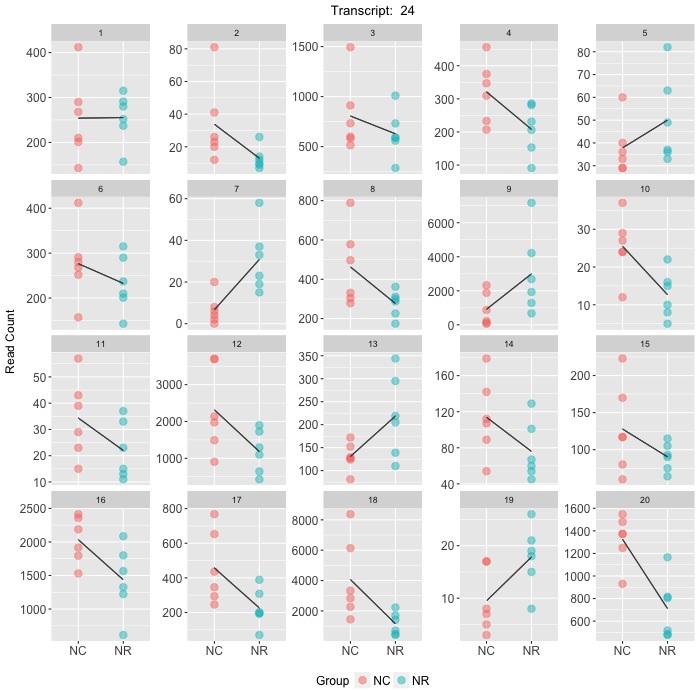 Transcript: 24
1 2 3 4 5
400 300 200
80 60 40 20
1500 1000 500
400 300 200 100
80 70 60 50 40 30
6 7 8 9 10
400 300 200
60 40 20 0
800 600 400 200
6000 4000 2000 0
30 20 10
11 12 13 14 15
50 40 30 20 10
3000 2000 1000
350 300 250 200 150 100
160 120 80 40
200 150 100
16 17 18 19 20
2500 2000 1500 1000
800 600 400 200
8000 6000 4000 2000
20 10
1600 1400 1200 1000 800 600
NC NR NC NR NC NR NC NR NC NR
Read Count
Group NC NR